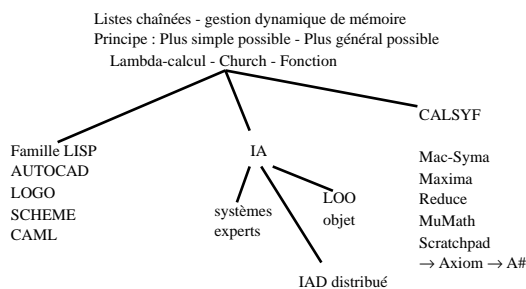 Listes chaînées - gestion dynamique de mémoire
Principe : Plus simple possible - Plus général possible
Lambda-calcul - Church - Fonction
CALSYF
Famille LISP
AUTOCAD
LOGO
SCHEME
CAML
IA
systèmes
experts
LOO
objet
IAD distribué
Mac-Syma
Maxima
Reduce
MuMath
Scratchpad
→ Axiom → A#